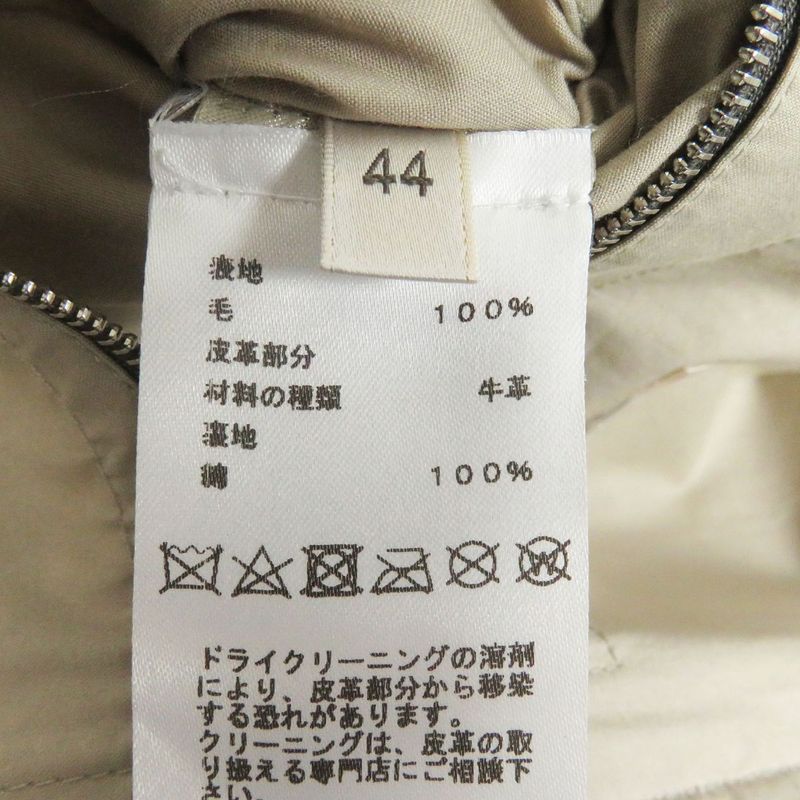 44
表地
毛 100%
皮革部分
材料の種類 牛革
裏地
綿 100%
ドライクリーニングの溶剤
により、皮革部分から移染
する恐れがあります。
クリーニングは、皮革の取
り扱える専門店にご相談下
さい。